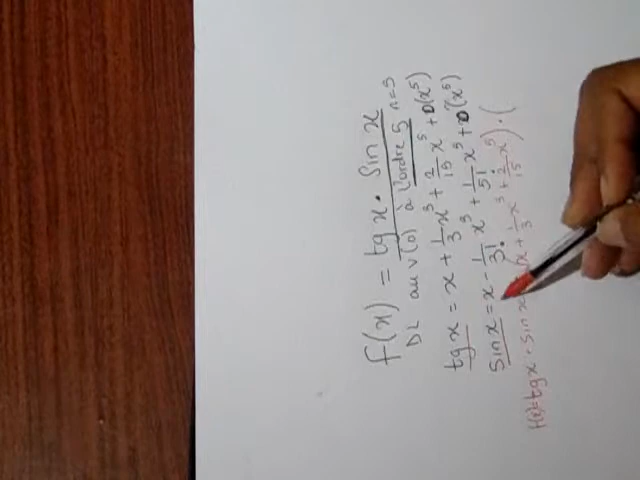 f(x) = tg x . Sin x
DL au v(0) à l'ordre 5 n=5
tg x = x + 1/3 x³ + 2/15 x⁵ + O(x⁵)
Sin x = x - 1/3! x³ + 1/5! x⁵ + O(x⁵)
f(x)=tgx . sin x (x + 1/3 x³ + 2/15 x⁵) . (